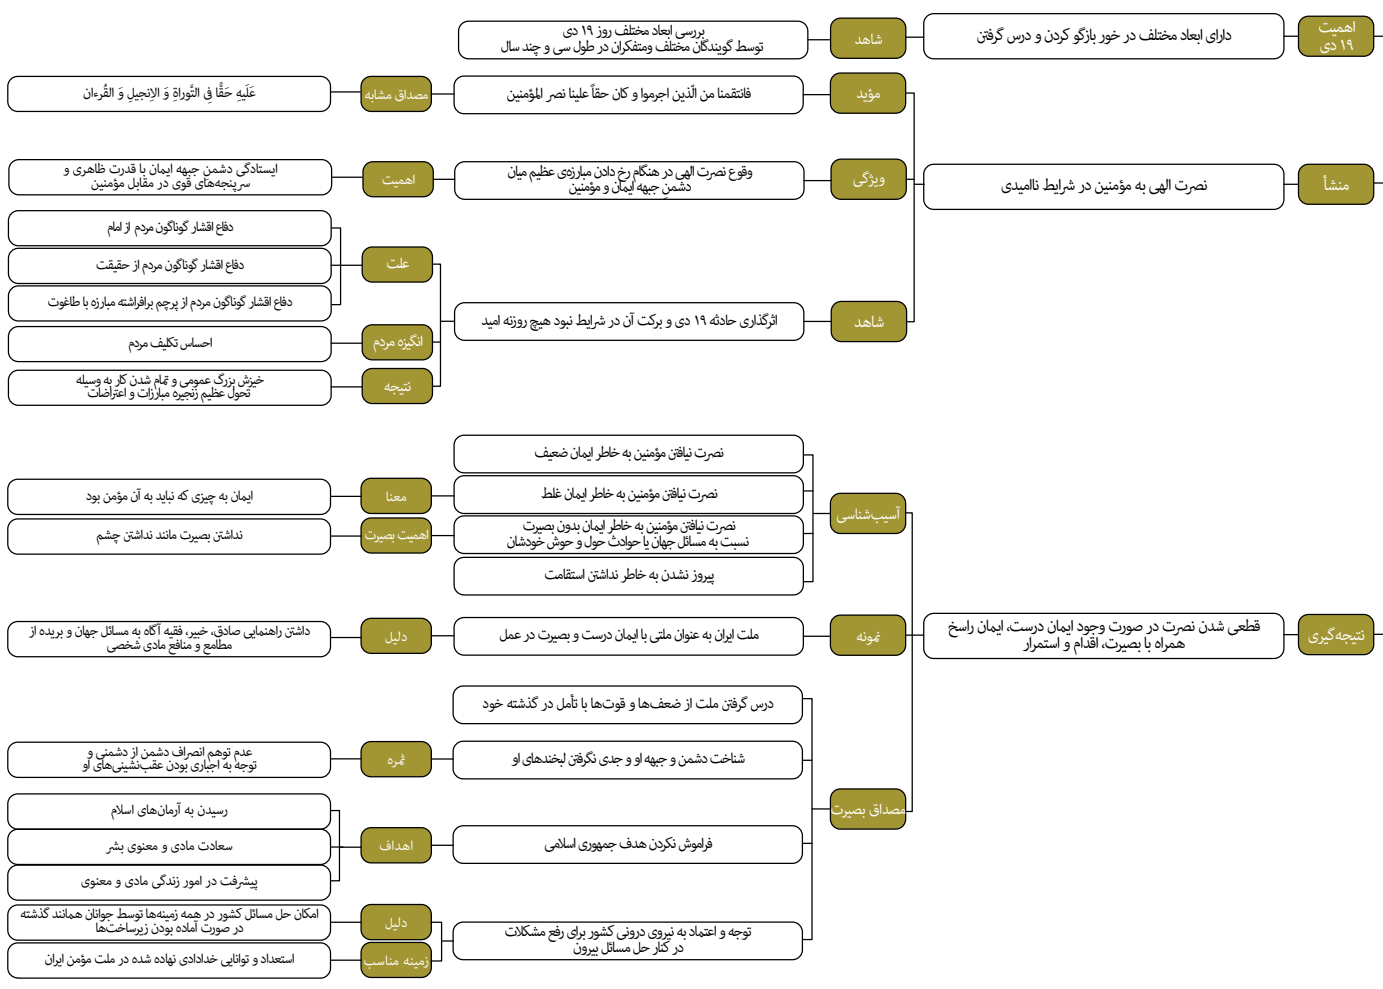 اهمیت
۱۹ دی
دارای ابعاد مختلف در خور بازگو کردن و درس گرفتن
شاهد
بررسی ابعاد مختلف روز ۱۹ دی
توسط گویندگان مختلف ومتفکران در طول سی و چند سال
منشأ
نصرت الهی به مؤمنین در شرایط ناامیدی
مؤید
فانتقمنا من الّذین اجرموا و کان حقاً علینا نصر المؤمنین
مصداق مشابه
عَلَیهِ حَقًّا فِی التَّوراةِ وَ الاِنجیلِ وَ القُرءان
ویژگی
وقوع نصرت الهی در هنگام رخ دادن مبارزه‌ی عظیم میان
دشمنِ جبهه ایمان و مؤمنین
اهمیت
ایستادگی دشمنِ جبهه ایمان با قدرت ظاهری و
سرپنجه‌های قوی در مقابل مؤمنین
شاهد
اثرگذاری حادثه ۱۹ دی و برکت آن در شرایط نبود هیچ روزنه امید
علت
دفاع اقشار گوناگون مردم از امام
دفاع اقشار گوناگون مردم از حقیقت
دفاع اقشار گوناگون مردم از پرچم برافراشته مبارزه با طاغوت
انگیزه مردم
احساس تکلیف مردم
نتیجه
خیزش بزرگ عمومی و تمام شدن کار به وسیله
تحول عظیم زنجیره مبارزات و اعتراضات
نتیجه‌گیری
قطعی شدن نصرت در صورت وجود ایمان درست، ایمان راسخ
همراه با بصیرت، اقدام و استمرار
آسیب‌شناسی
نصرت نیافتن مؤمنین به خاطر ایمان ضعیف
نصرت نیافتن مؤمنین به خاطر ایمان غلط
معنا
ایمان به چیزی که نباید به آن مؤمن بود
نصرت نیافتن مؤمنین به خاطر ایمان بدون بصیرت
نسبت به مسائل جهان یا حوادث حول و حوش خودشان
اهمیت بصیرت
نداشتن بصیرت مانند نداشتن چشم
پیروز نشدن به خاطر نداشتن استقامت
نمونه
ملت ایران به عنوان ملتی با ایمان درست و بصیرت در عمل
دلیل
داشتن راهنمایی صادق، خبیر، فقیه آگاه به مسائل جهان و بریده از
مطامع و منافع مادی شخصی
مصداق بصیرت
درس گرفتن ملت از ضعف‌ها و قوت‌ها با تأمل در گذشته خود
شناخت دشمن و جبهه او و جدی نگرفتن لبخندهای او
ثمره
عدم توهم انصراف دشمن از دشمنی و
توجه به اجباری بودن عقب‌نشینی‌های او
فراموش نکردن هدف جمهوری اسلامی
اهداف
رسیدن به آرمان‌های اسلام
سعادت مادی و معنوی بشر
پیشرفت در امور زندگی مادی و معنوی
توجه و اعتماد به نیروی درونی کشور برای رفع مشکلات
در کنار حل مسائل بیرون
دلیل
امکان حل مسائل کشور در همه زمینه‌ها توسط جوانان همانند گذشته
در صورت آماده بودن زیرساخت‌ها
زمینه مناسب
استعداد و توانایی خدادادی نهاده شده در ملت مؤمن ایران